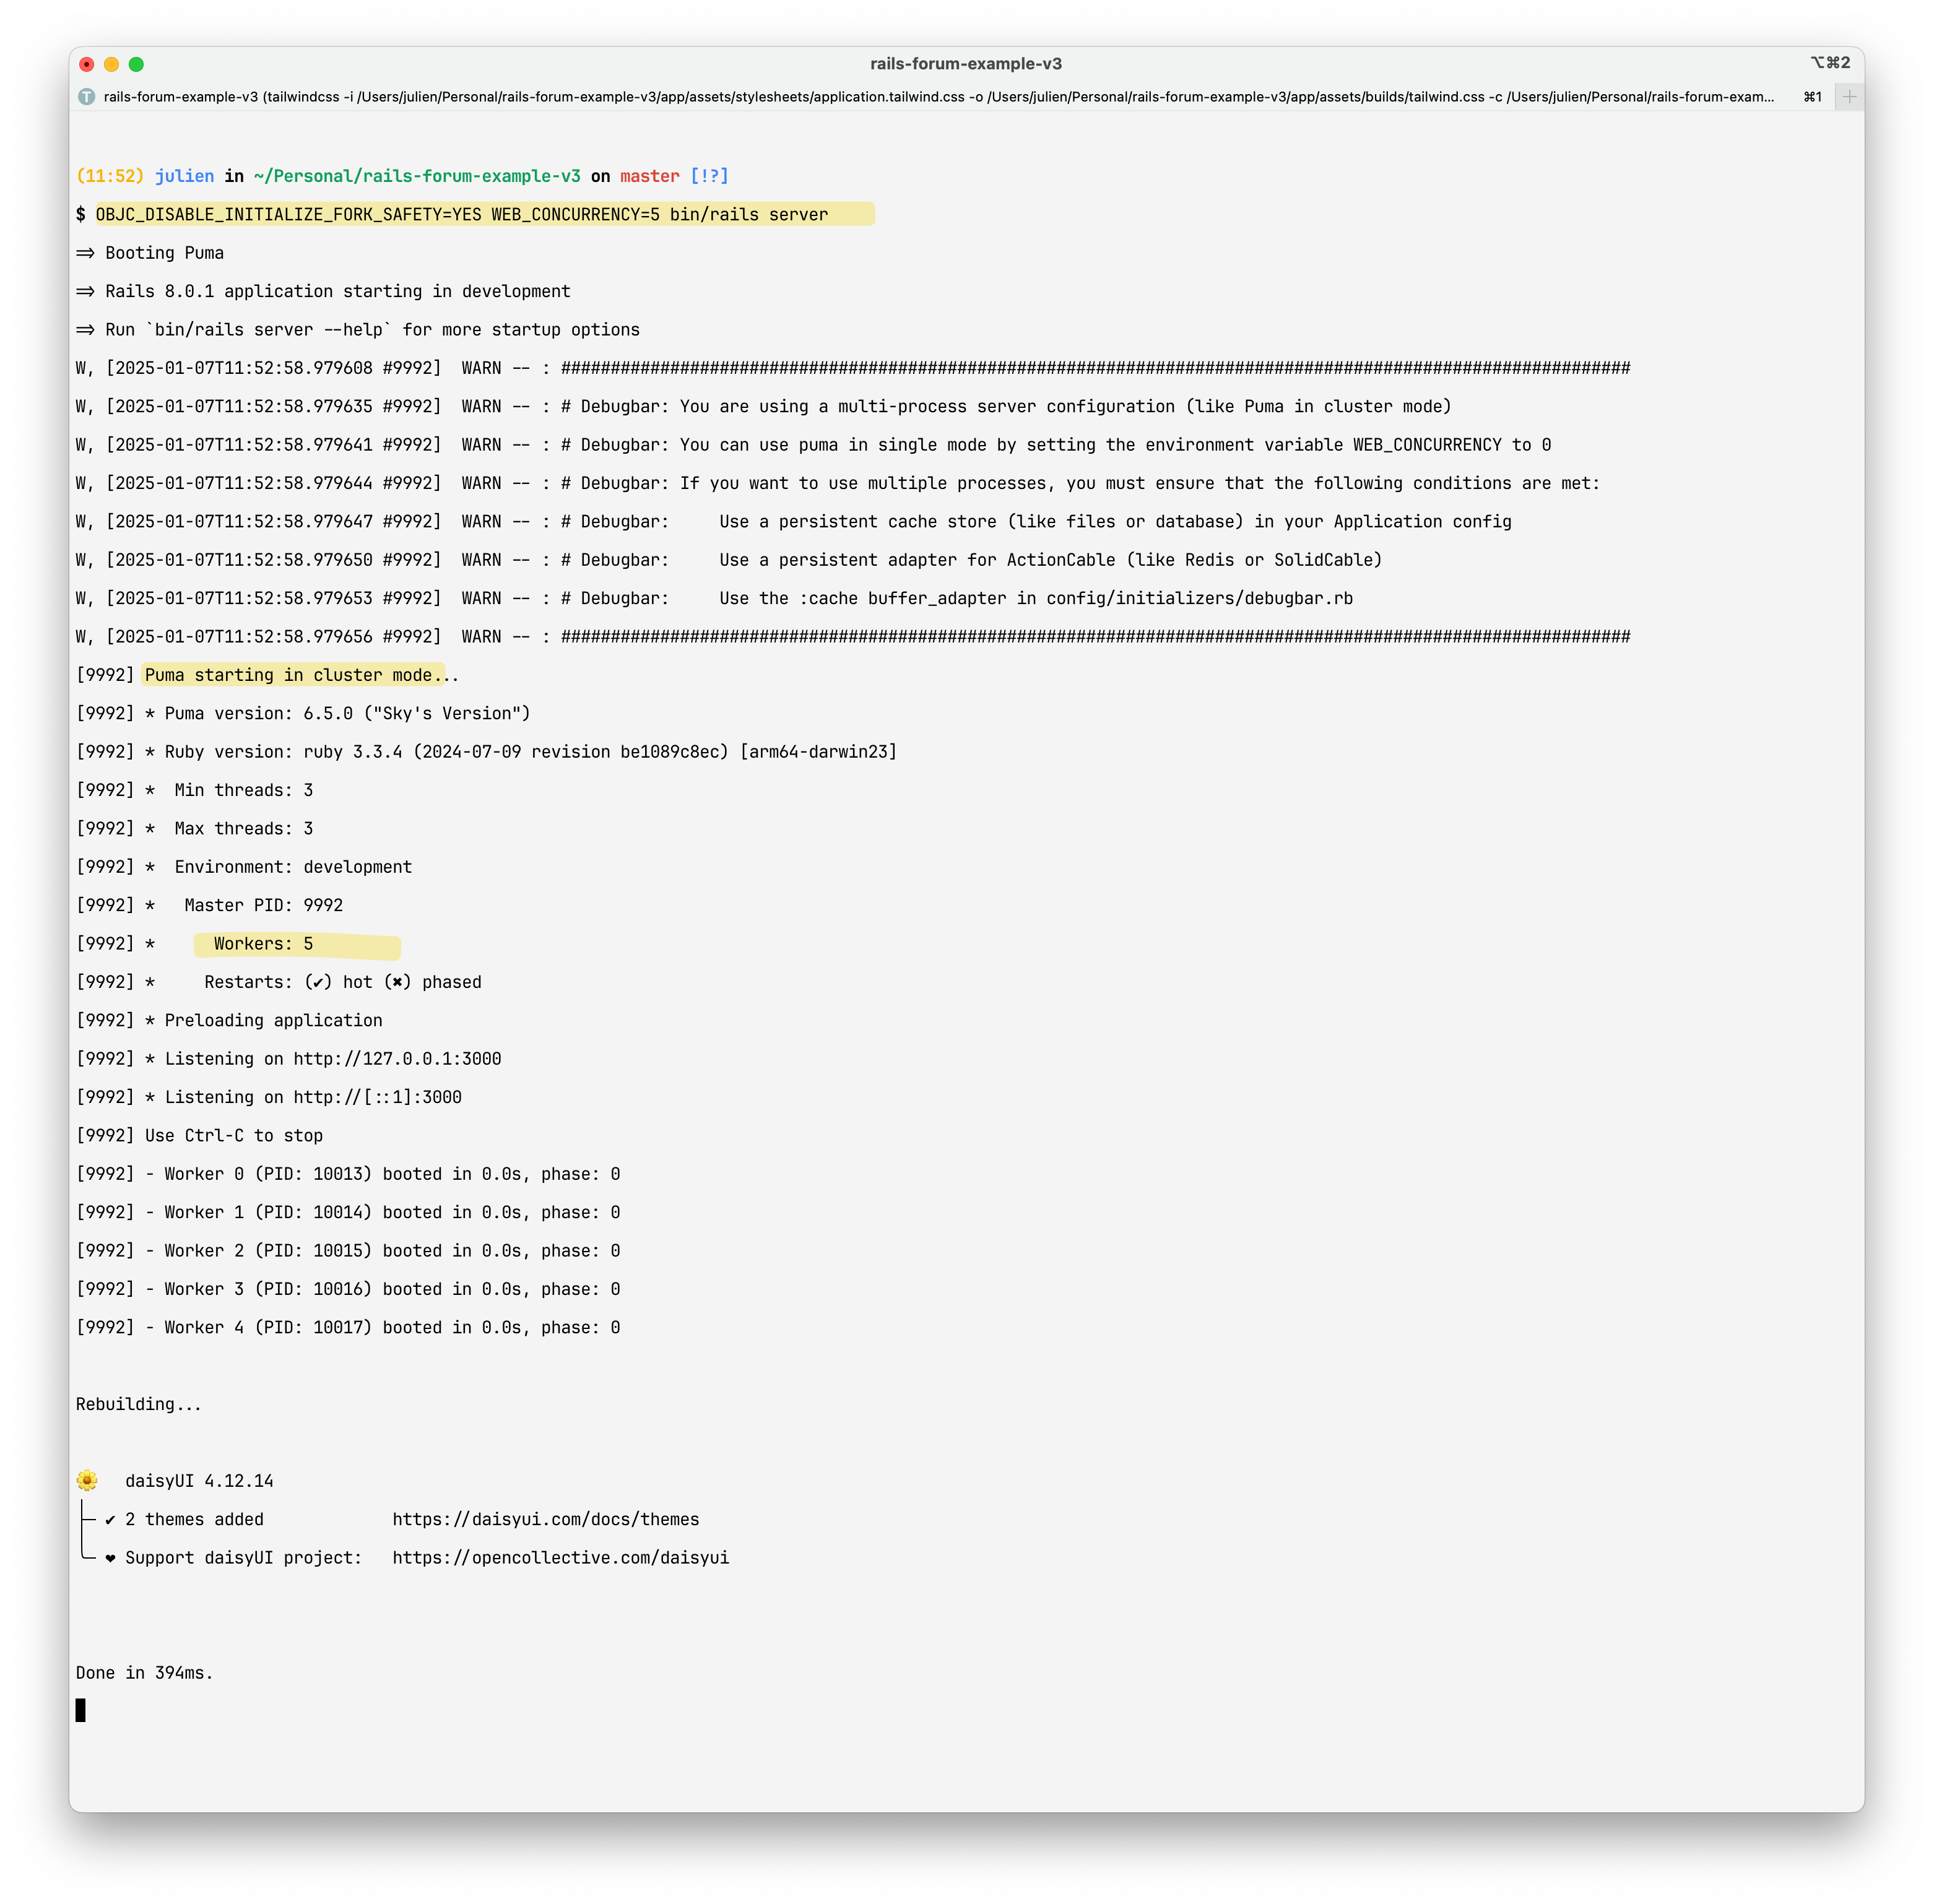 rails-forum-example-v3
⌥⌘2
T rails-forum-example-v3 (tailwindcss -i /Users/julien/Personal/rails-forum-example-v3/app/assets/stylesheets/application.tailwind.css -o /Users/julien/Personal/rails-forum-example-v3/app/assets/builds/tailwind.css -c /Users/julien/Personal/rails-forum-exam... ⌘1 +
(11:52) julien in ~/Personal/rails-forum-example-v3 on master [!?]
$ OBJC_DISABLE_INITIALIZE_FORK_SAFETY=YES WEB_CONCURRENCY=5 bin/rails server
=> Booting Puma
=> Rails 8.0.1 application starting in development
=> Run `bin/rails server --help` for more startup options
W, [2025-01-07T11:52:58.979608 #9992]  WARN -- : ############################################################################################################
W, [2025-01-07T11:52:58.979635 #9992]  WARN -- : # Debugbar: You are using a multi-process server configuration (like Puma in cluster mode)
W, [2025-01-07T11:52:58.979641 #9992]  WARN -- : # Debugbar: You can use puma in single mode by setting the environment variable WEB_CONCURRENCY to 0
W, [2025-01-07T11:52:58.979644 #9992]  WARN -- : # Debugbar: If you want to use multiple processes, you must ensure that the following conditions are met:
W, [2025-01-07T11:52:58.979647 #9992]  WARN -- : # Debugbar:     Use a persistent cache store (like files or database) in your Application config
W, [2025-01-07T11:52:58.979650 #9992]  WARN -- : # Debugbar:     Use a persistent adapter for ActionCable (like Redis or SolidCable)
W, [2025-01-07T11:52:58.979653 #9992]  WARN -- : # Debugbar:     Use the :cache buffer_adapter in config/initializers/debugbar.rb
W, [2025-01-07T11:52:58.979656 #9992]  WARN -- : ############################################################################################################
[9992] Puma starting in cluster mode...
[9992] * Puma version: 6.5.0 ("Sky's Version")
[9992] * Ruby version: ruby 3.3.4 (2024-07-09 revision be1089c8ec) [arm64-darwin23]
[9992] *  Min threads: 3
[9992] *  Max threads: 3
[9992] *  Environment: development
[9992] *   Master PID: 9992
[9992] *      Workers: 5
[9992] *     Restarts: (✔) hot (✖) phased
[9992] * Preloading application
[9992] * Listening on http://127.0.0.1:3000
[9992] * Listening on http://[::1]:3000
[9992] Use Ctrl-C to stop
[9992] - Worker 0 (PID: 10013) booted in 0.0s, phase: 0
[9992] - Worker 1 (PID: 10014) booted in 0.0s, phase: 0
[9992] - Worker 2 (PID: 10015) booted in 0.0s, phase: 0
[9992] - Worker 3 (PID: 10016) booted in 0.0s, phase: 0
[9992] - Worker 4 (PID: 10017) booted in 0.0s, phase: 0
Rebuilding...
🌼   daisyUI 4.12.14
├─ ✔ 2 themes added             https://daisyui.com/docs/themes
╰─ ❤ Support daisyUI project:   https://opencollective.com/daisyui
Done in 394ms.